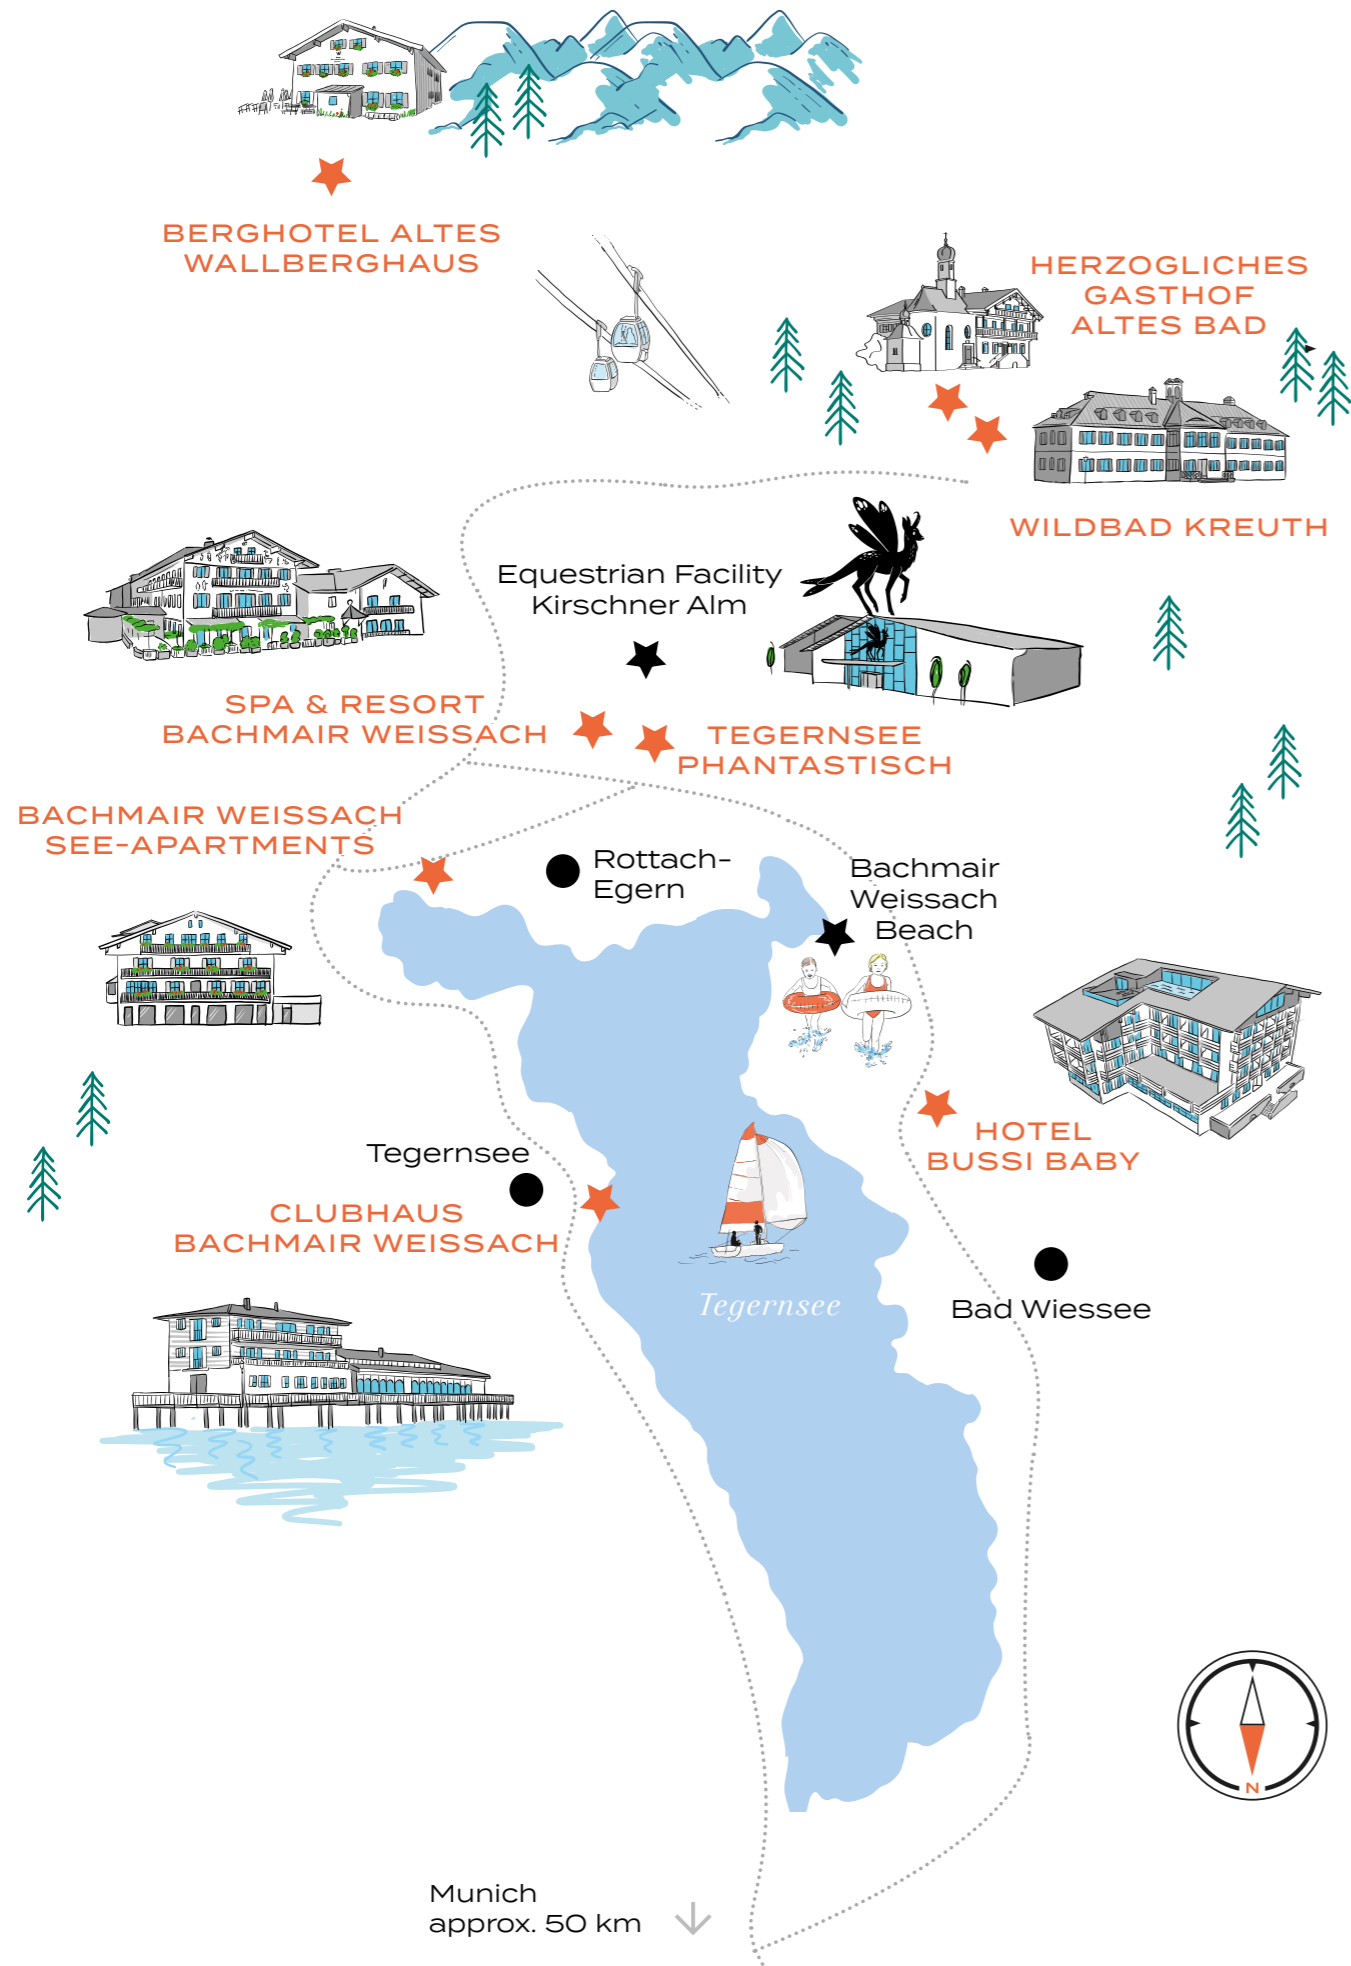 BERGHOTEL ALTES
WALLBERGHAUS
HERZOGLICHES
GASTHOF
ALTES BAD
WILDBAD KREUTH
Equestrian Facility
Kirschner Alm
SPA & RESORT
BACHMAIR WEISSACH
TEGERNSEE
PHANTASTISCH
BACHMAIR WEISSACH
SEE-APARTMENTS
Rottach-
Egern
Bachmair
Weissach
Beach
HOTEL
BUSSI BABY
Tegernsee
CLUBHAUS
BACHMAIR WEISSACH
Tegernsee
Bad Wiessee
N
Munich
approx. 50 km